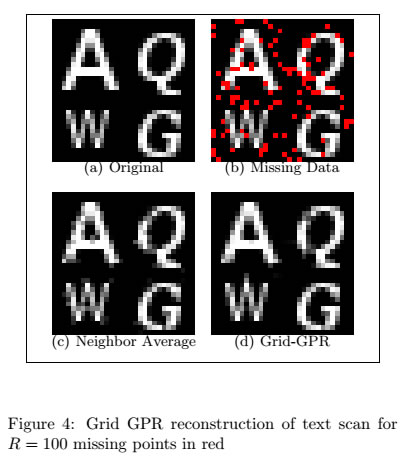 A Q A Q
W G W G
(a) Original (b) Missing Data
A Q A Q
W G W G
(c) Neighbor Average (d) Grid-GPR
Figure 4: Grid GPR reconstruction of text scan for
R = 100 missing points in red